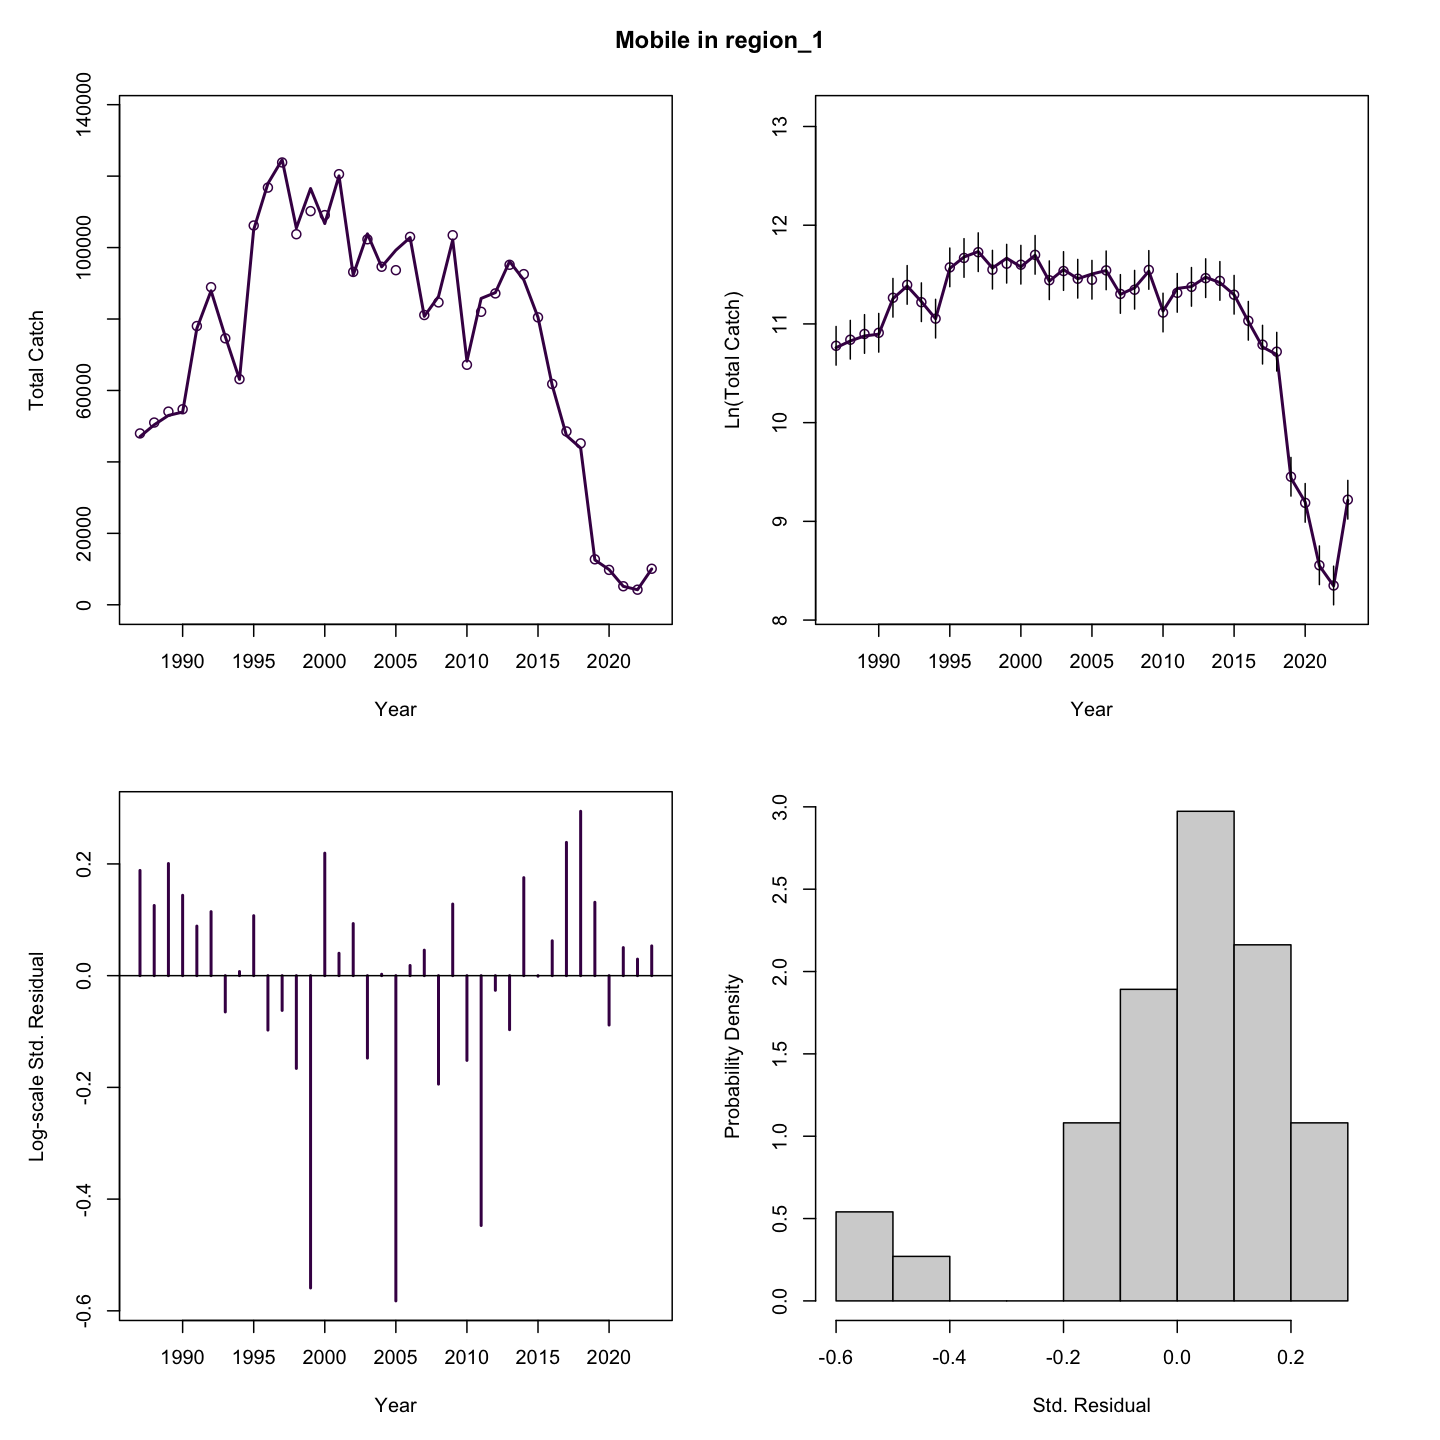 Mobile in region_1
Total Catch
140000
100000
60000
20000
0
1990 1995 2000 2005 2010 2015 2020
Year
Ln(Total Catch)
13
12
11
10
9
8
1990 1995 2000 2005 2010 2015 2020
Year
Log-scale Std. Residual
0.2
0.0
-0.2
-0.4
-0.6
1990 1995 2000 2005 2010 2015 2020
Year
Probability Density
3.0
2.5
2.0
1.5
1.0
0.5
0.0
-0.6 -0.4 -0.2 0.0 0.2
Std. Residual